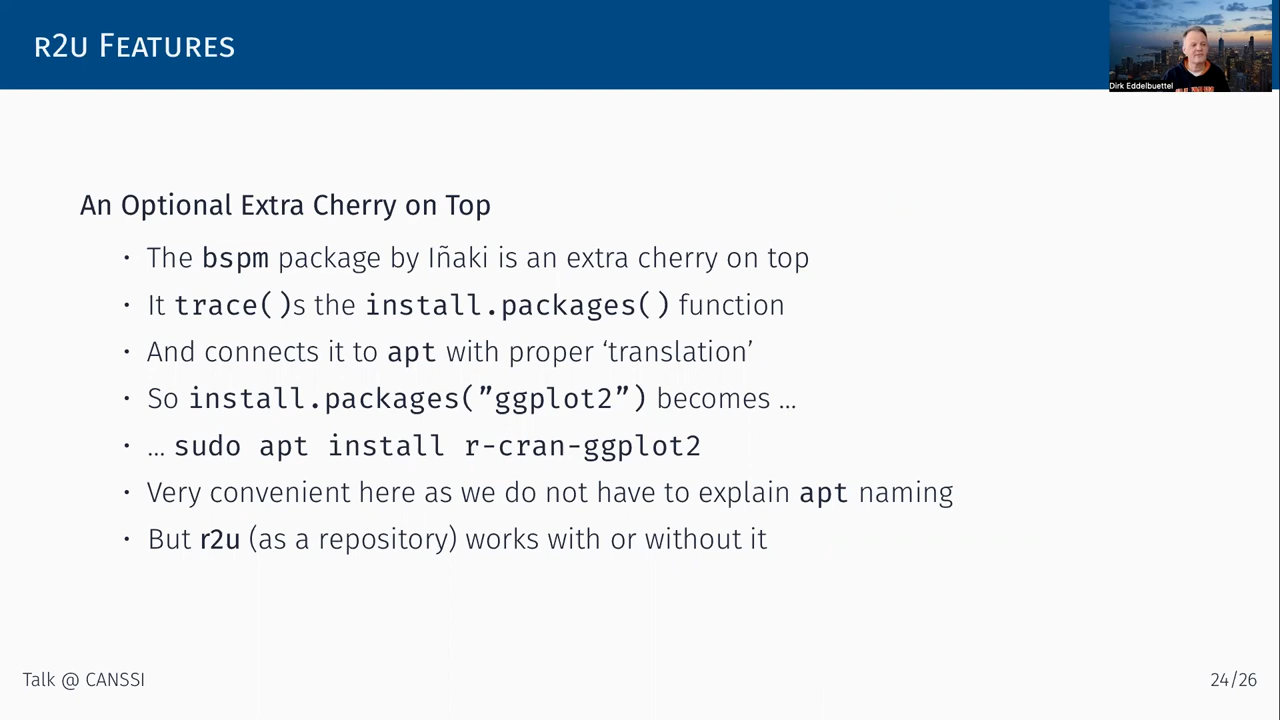 R2U FEATURES
Dirk Eddelbuettel
An Optional Extra Cherry on Top
• The bspm package by Iñaki is an extra cherry on top
• It trace()s the install.packages() function
• And connects it to apt with proper ‘translation’
• So install.packages(”ggplot2”) becomes …
• … sudo apt install r-cran-ggplot2
• Very convenient here as we do not have to explain apt naming
• But r2u (as a repository) works with or without it
Talk @ CANSSI
24/26